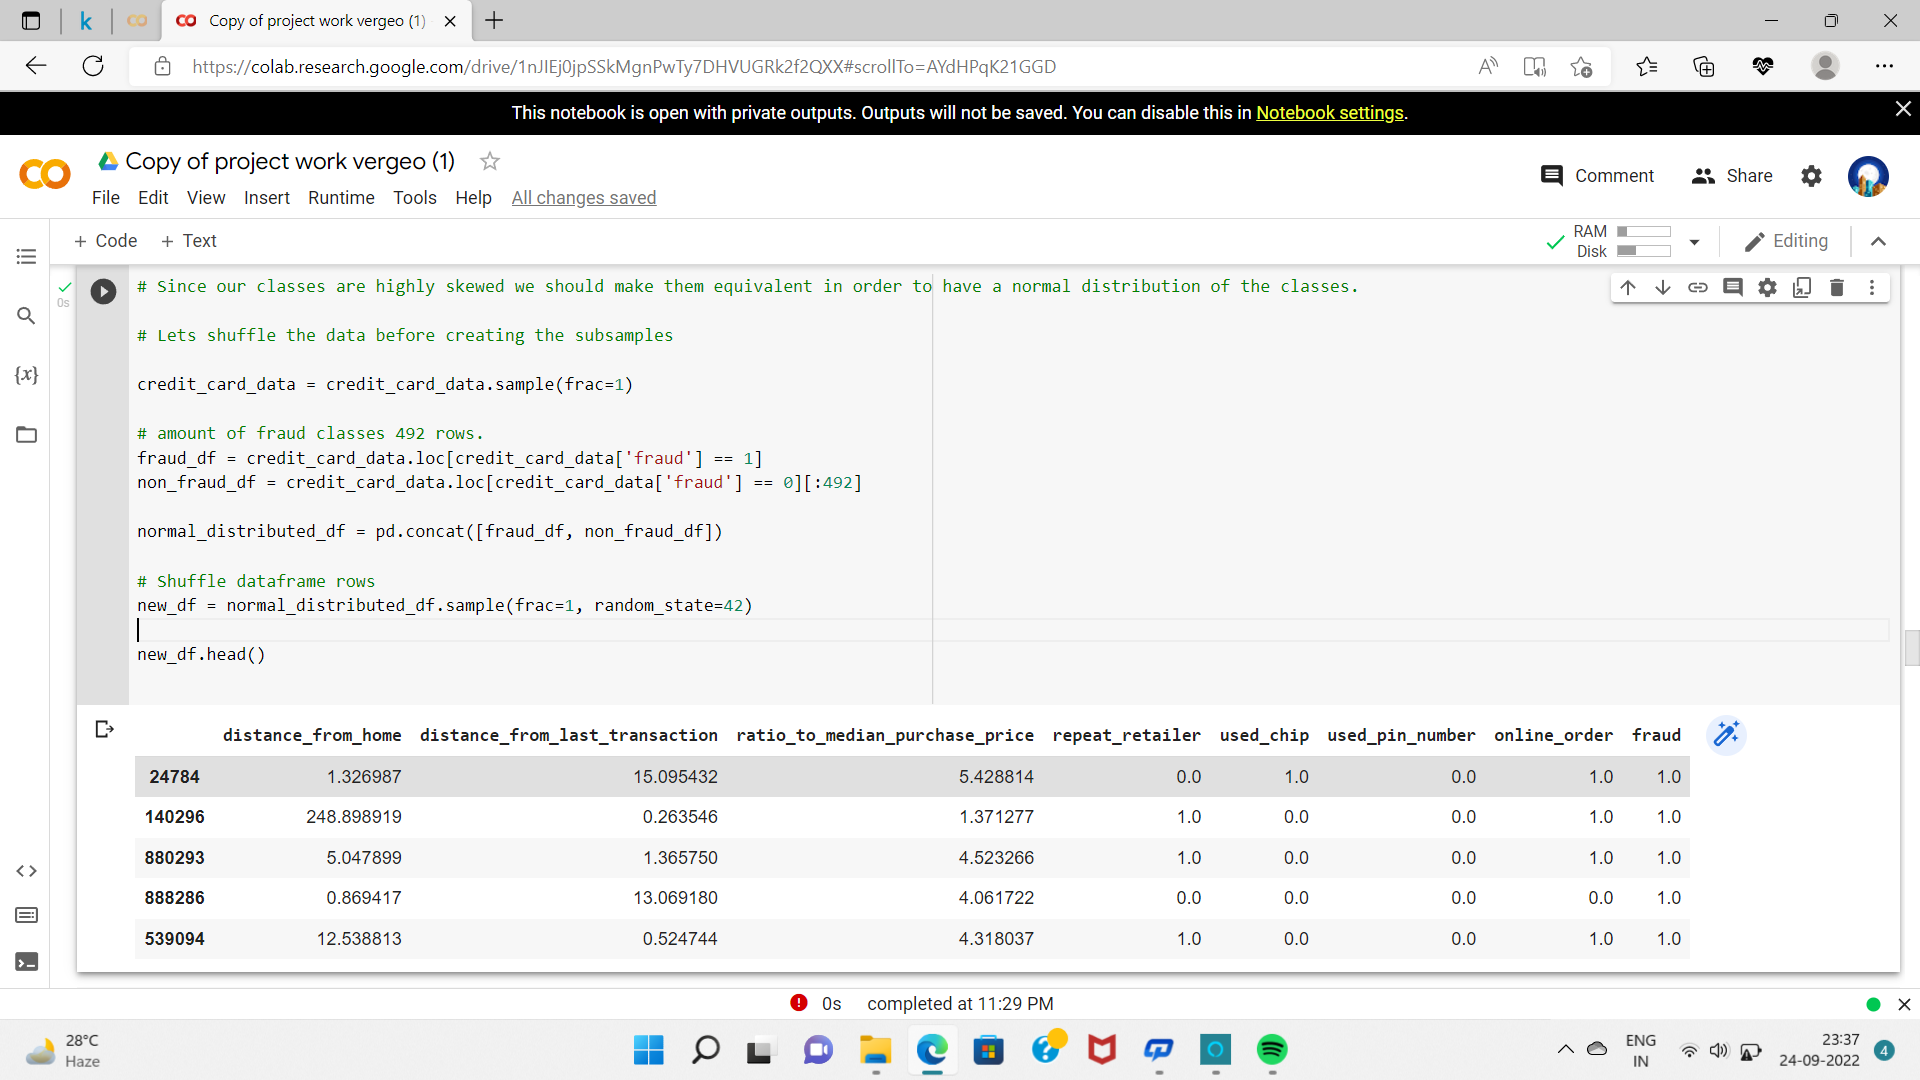 Copy of project work vergeo (1)
https://colab.research.google.com/drive/1nJIEj0jpSSkMgnPwTy7DHVUGRk2f2QXX#scrollTo=AYdHPqK21GGD
This notebook is open with private outputs. Outputs will not be saved. You can disable this in Notebook settings.
Copy of project work vergeo (1)
Comment Share
File Edit View Insert Runtime Tools Help All changes saved
+ Code + Text
RAM
Disk
Editing
0s
# Since our classes are highly skewed we should make them equivalent in order to have a normal distribution of the classes.
# Lets shuffle the data before creating the subsamples
credit_card_data = credit_card_data.sample(frac=1)
# amount of fraud classes 492 rows.
fraud_df = credit_card_data.loc[credit_card_data['fraud'] == 1]
non_fraud_df = credit_card_data.loc[credit_card_data['fraud'] == 0][:492]
normal_distributed_df = pd.concat([fraud_df, non_fraud_df])
# Shuffle dataframe rows
new_df = normal_distributed_df.sample(frac=1, random_state=42)
new_df.head()
distance_from_home distance_from_last_transaction ratio_to_median_purchase_price repeat_retailer used_chip used_pin_number online_order fraud
24784 1.326987 15.095432 5.428814 0.0 1.0 0.0 1.0 1.0
140296 248.898919 0.263546 1.371277 1.0 0.0 0.0 1.0 1.0
880293 5.047899 1.365750 4.523266 1.0 0.0 0.0 1.0 1.0
888286 0.869417 13.069180 4.061722 0.0 0.0 0.0 0.0 1.0
539094 12.538813 0.524744 4.318037 1.0 0.0 0.0 1.0 1.0
0s completed at 11:29 PM
28°C
Haze
ENG
IN
23:37
24-09-2022
4